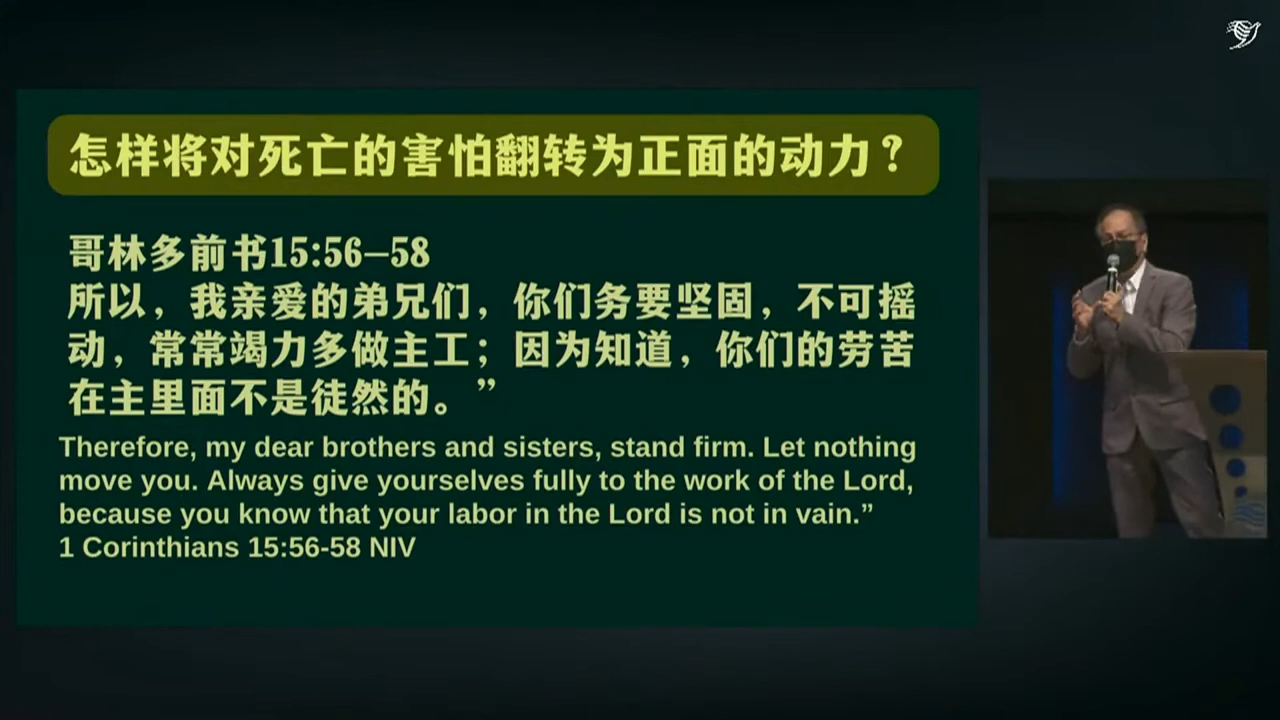 怎样将对死亡的害怕翻转为正面的动力？
哥林多前书15:56–58
所以，我亲爱的弟兄们，你们务要坚固，不可摇
动，常常竭力多做主工；因为知道，你们的劳苦
在主里面不是徒然的。”
Therefore, my dear brothers and sisters, stand firm. Let nothing
move you. Always give yourselves fully to the work of the Lord,
because you know that your labor in the Lord is not in vain.”
1 Corinthians 15:56-58 NIV